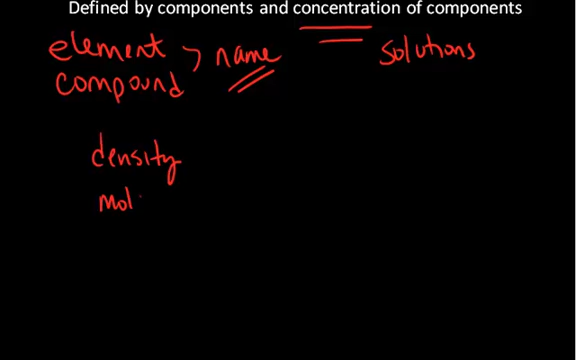 Defined by components and concentration of components
element
compound
name
solutions
density
mol